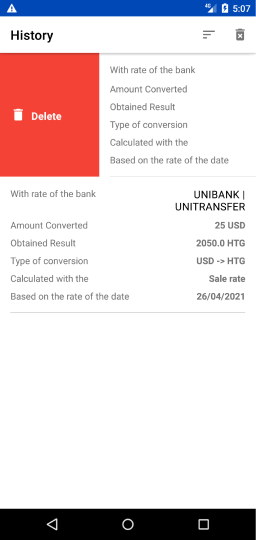 4G 5:07
History
Delete
With rate of the bank
Amount Converted
Obtained Result
Type of conversion
Calculated with the
Based on the rate of the date
With rate of the bank UNIBANK |
UNITRANSFER
Amount Converted 25 USD
Obtained Result 2050.0 HTG
Type of conversion USD -> HTG
Calculated with the Sale rate
Based on the rate of the date 26/04/2021